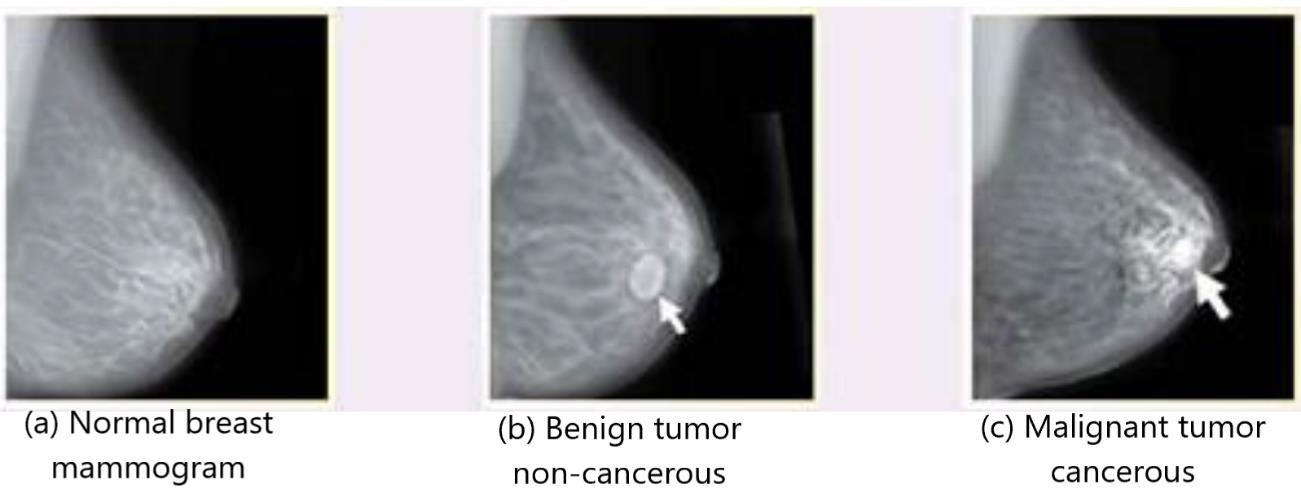 (a) Normal breast
mammogram
(b) Benign tumor
non-cancerous
(c) Malignant tumor
cancerous